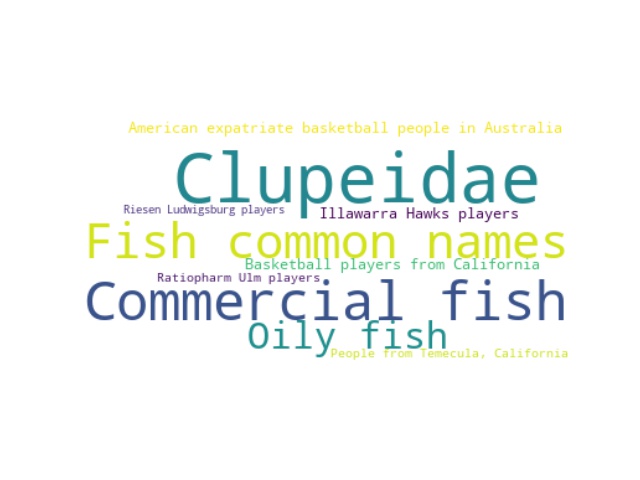 American expatriate basketball people in Australia
Clupeidae
Riesen Ludwigsburg players
Illawarra Hawks players
Fish common names
Basketball players from California
Ratiopharm Ulm players
Commercial fish
Oily fish
People from Temecula, California